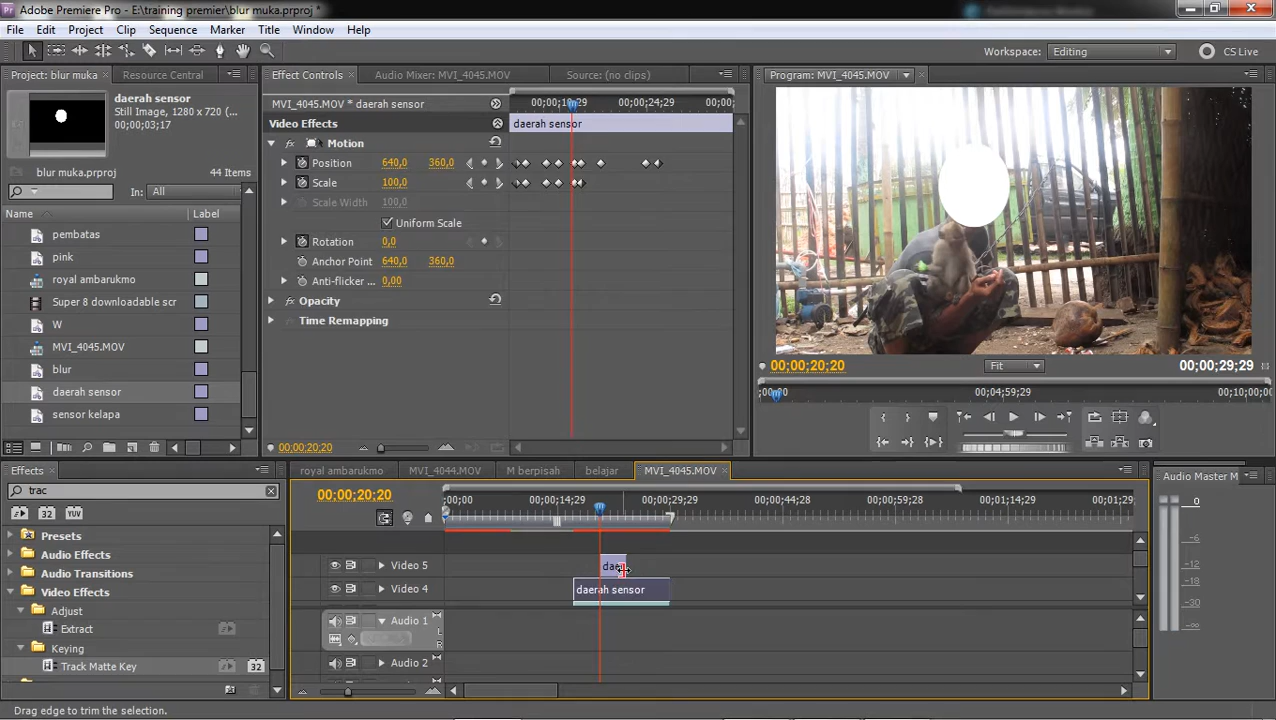 Adobe Premiere Pro - E:\training premier\blur muka.prproj *
File Edit Project Clip Sequence Marker Title Window Help
Workspace: Editing CS Live
Project: blur muka Resource Central
daerah sensor
Still Image, 1280 x 720 (...
00;00;03;17
blur muka.prproj 44 Items
In: All
Name Label
pembatas
pink
royal ambarukmo
Super 8 downloadable scr
W
MVI_4045.MOV
blur
daerah sensor
sensor kelapa
Effect Controls Audio Mixer: MVI_4045.MOV Source: (no clips)
MVI_4045.MOV * daerah sensor
00;00;19;29 00;00;24;29 00;00;
Video Effects daerah sensor
Motion
Position 640,0 360,0
Scale 100,0
Scale Width 100,0
Uniform Scale
Rotation 0,0
Anchor Point 640,0 360,0
Anti-flicker ... 0,00
Opacity
Time Remapping
00;00;20;20
Program: MVI_4045.MOV
00;00;20;20 Fit 00;00;29;29
;00;00 00;04;59;29 00;10;00;0
Effects
trac
32 YUV
Presets
Audio Effects
Audio Transitions
Video Effects
Adjust
Extract
Keying
Track Matte Key 32
royal ambarukmo MVI_4044.MOV M berpisah belajar MVI_4045.MOV
00;00;20;20
;00;00 00;00;14;29 00;00;29;29 00;00;44;28 00;00;59;28 00;01;14;29 00;01;29
Video 5
Video 4 daerah sensor
Audio 1 L R
Audio 2
Audio Master M
0
-6
-12
-18
-30
Drag edge to trim the selection.